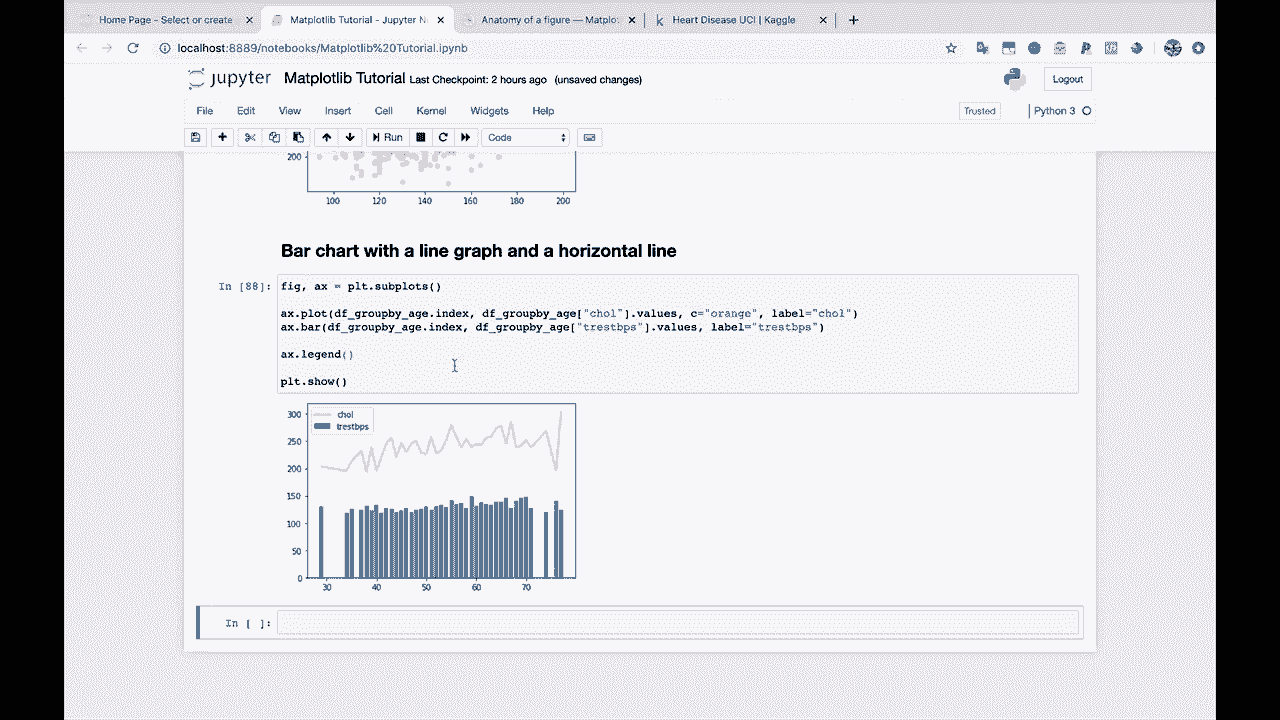 Home Page - Select or create
Matplotlib Tutorial - Jupyter N
Anatomy of a figure — Matplot
Heart Disease UCI | Kaggle
localhost:8889/notebooks/Matplotlib%20Tutorial.ipynb
jupyter Matplotlib Tutorial Last Checkpoint: 2 hours ago (unsaved changes)
Logout
File Edit View Insert Cell Kernel Widgets Help
Trusted
Python 3
Run
Code
200
100 120 140 160 180 200
Bar chart with a line graph and a horizontal line
In [88]:
fig, ax = plt.subplots()
ax.plot(df_groupby_age.index, df_groupby_age["chol"].values, c="orange", label="chol")
ax.bar(df_groupby_age.index, df_groupby_age["trestbps"].values, label="trestbps")
ax.legend()
plt.show()
300
250
200
150
100
50
0
chol
trestbps
30 40 50 60 70
In [ ]: